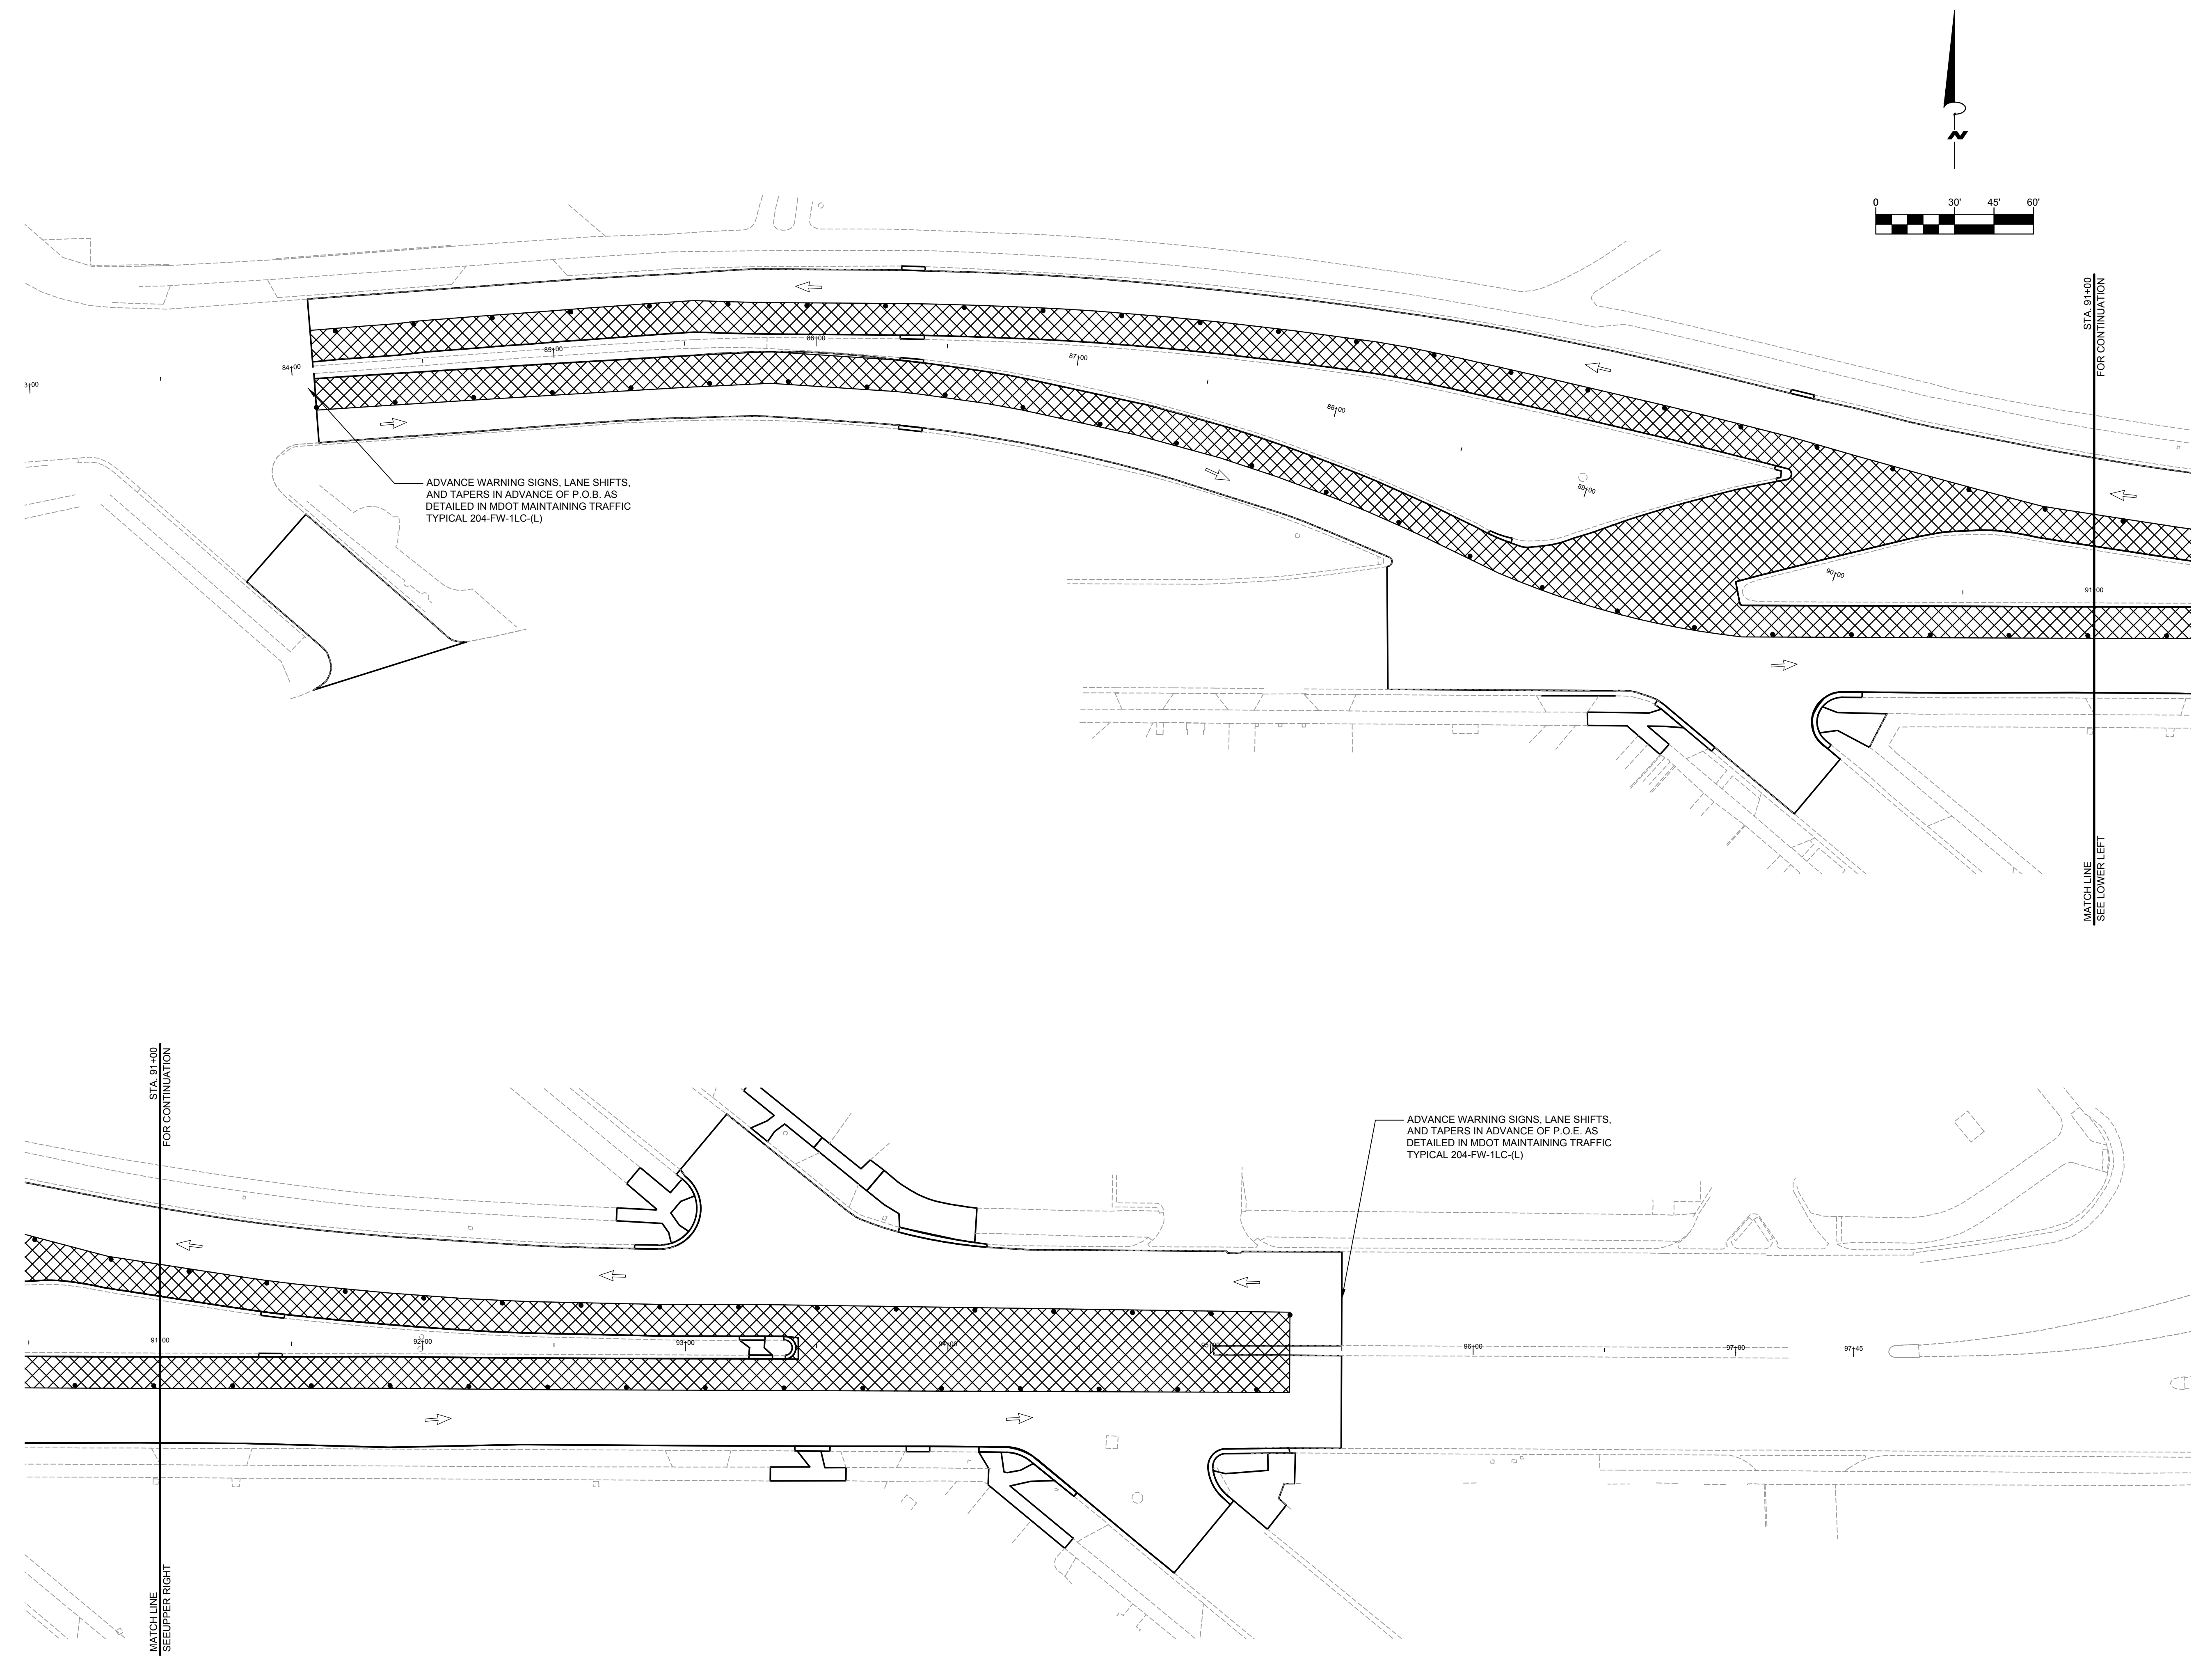 N
0 30' 45' 60'
STA. 91+00
FOR CONTINUATION
84+00
85+00
86+00
87+00
88+00
89+00
90+00
91+00
3+00
ADVANCE WARNING SIGNS, LANE SHIFTS,
AND TAPERS IN ADVANCE OF P.O.B. AS
DETAILED IN MDOT MAINTAINING TRAFFIC
TYPICAL 204-FW-1LC-(L)
MATCH LINE
SEE LOWER LEFT
STA. 91+00
FOR CONTINUATION
ADVANCE WARNING SIGNS, LANE SHIFTS,
AND TAPERS IN ADVANCE OF P.O.E. AS
DETAILED IN MDOT MAINTAINING TRAFFIC
TYPICAL 204-FW-1LC-(L)
91+00
92+00
93+00
94+00
96+00
97+00
97+45
MATCH LINE
SEEUPPER RIGHT